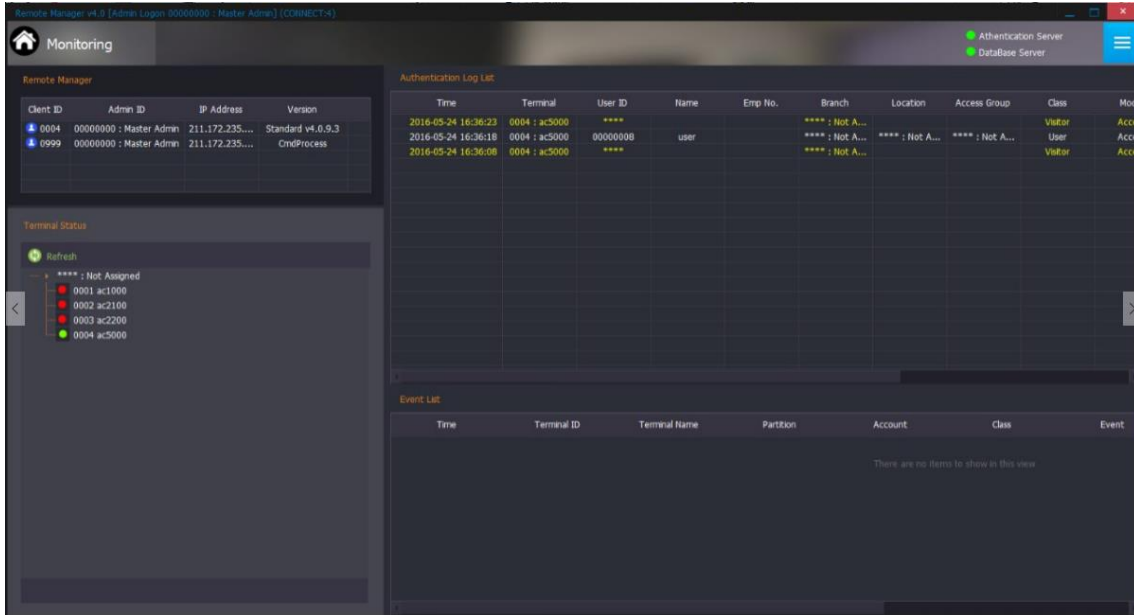 Remote Manager v4.0 [Admin Logon 00000000 : Master Admin] (CONNECT:4)
Monitoring
Athentication Server
DataBase Server
Remote Manager
Client ID Admin ID IP Address Version
0004 00000000 : Master Admin 211.172.235.... Standard v4.0.9.3
0999 00000000 : Master Admin 211.172.235.... CmdProcess
Terminal Status
Refresh
**** : Not Assigned
0001 ac1000
0002 ac2100
0003 ac2200
0004 ac5000
Authentication Log List
Time Terminal User ID Name Emp No. Branch Location Access Group Class Mo
2016-05-24 16:36:23 0004 : ac5000 **** **** : Not A... Visitor Acc
2016-05-24 16:36:18 0004 : ac5000 00000008 user **** : Not A... **** : Not A... **** : Not A... User Acc
2016-05-24 16:36:08 0004 : ac5000 **** **** : Not A... Visitor Acc
Event List
Time Terminal ID Terminal Name Partition Account Class Event
There are no items to show in this view